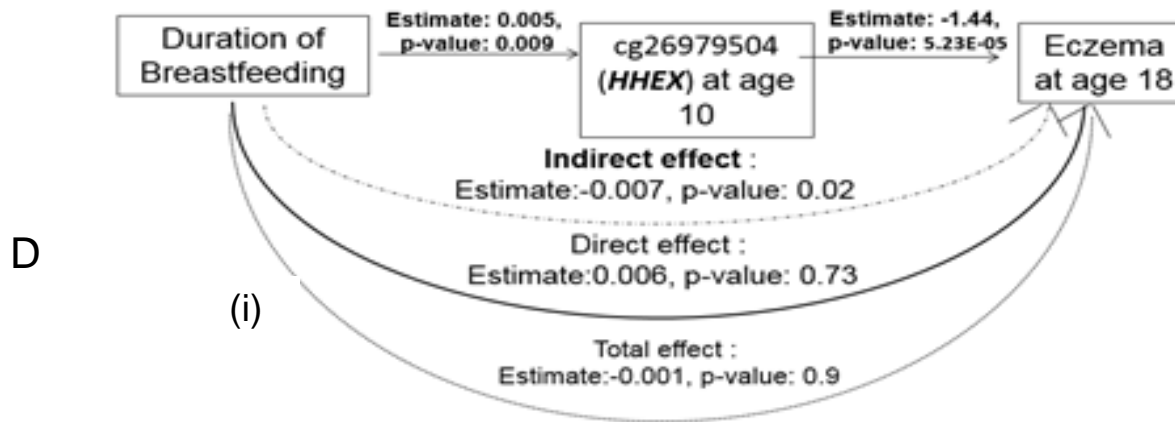 Duration of
Breastfeeding
Estimate: 0.005,
p-value: 0.009
cg26979504
(HHEX) at age
10
Estimate: -1.44,
p-value: 5.23E-05
Eczema
at age 18
Indirect effect :
Estimate:-0.007, p-value: 0.02
D
Direct effect :
Estimate:0.006, p-value: 0.73
(i)
Total effect :
Estimate:-0.001, p-value: 0.9